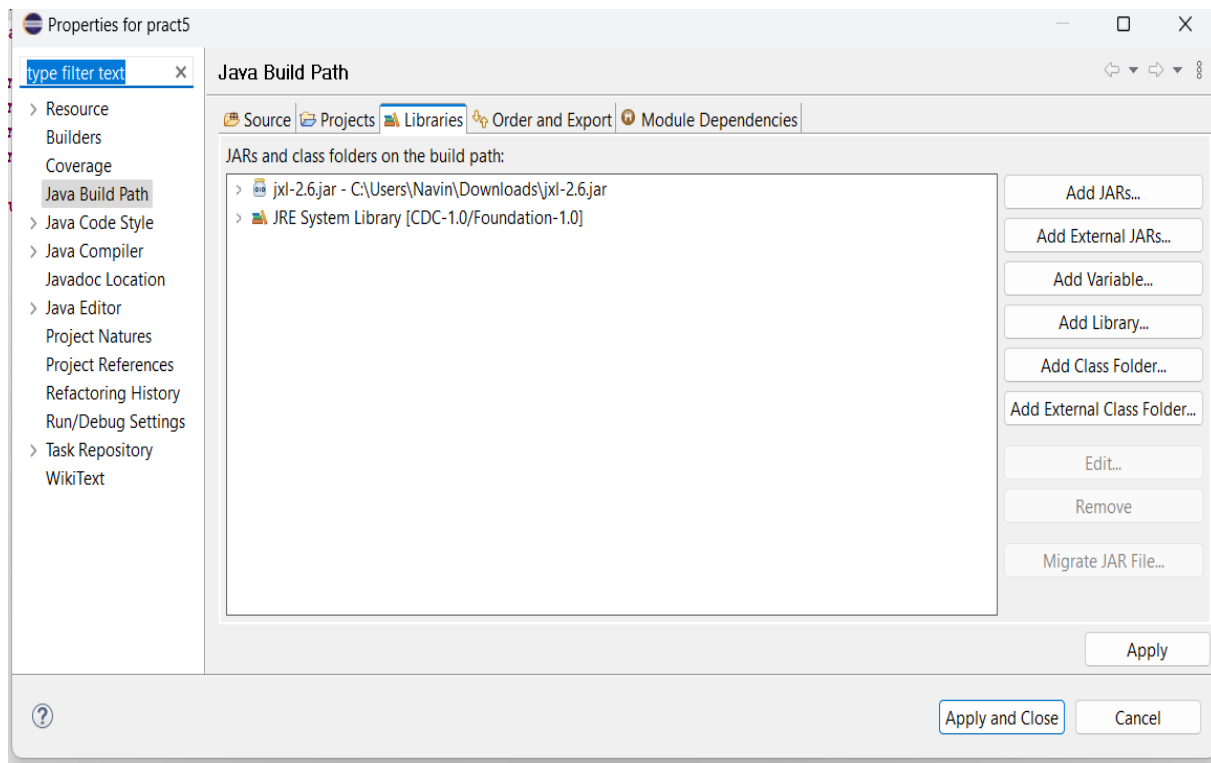 Properties for pract5
type filter text
Java Build Path
Resource
Builders
Coverage
Java Build Path
Java Code Style
Java Compiler
Javadoc Location
Java Editor
Project Natures
Project References
Refactoring History
Run/Debug Settings
Task Repository
WikiText
Source Projects Libraries Order and Export Module Dependencies
JARs and class folders on the build path:
jxl-2.6.jar - C:\Users\Navin\Downloads\jxl-2.6.jar
JRE System Library [CDC-1.0/Foundation-1.0]
Add JARs...
Add External JARs...
Add Variable...
Add Library...
Add Class Folder...
Add External Class Folder...
Edit...
Remove
Migrate JAR File...
Apply
Apply and Close Cancel